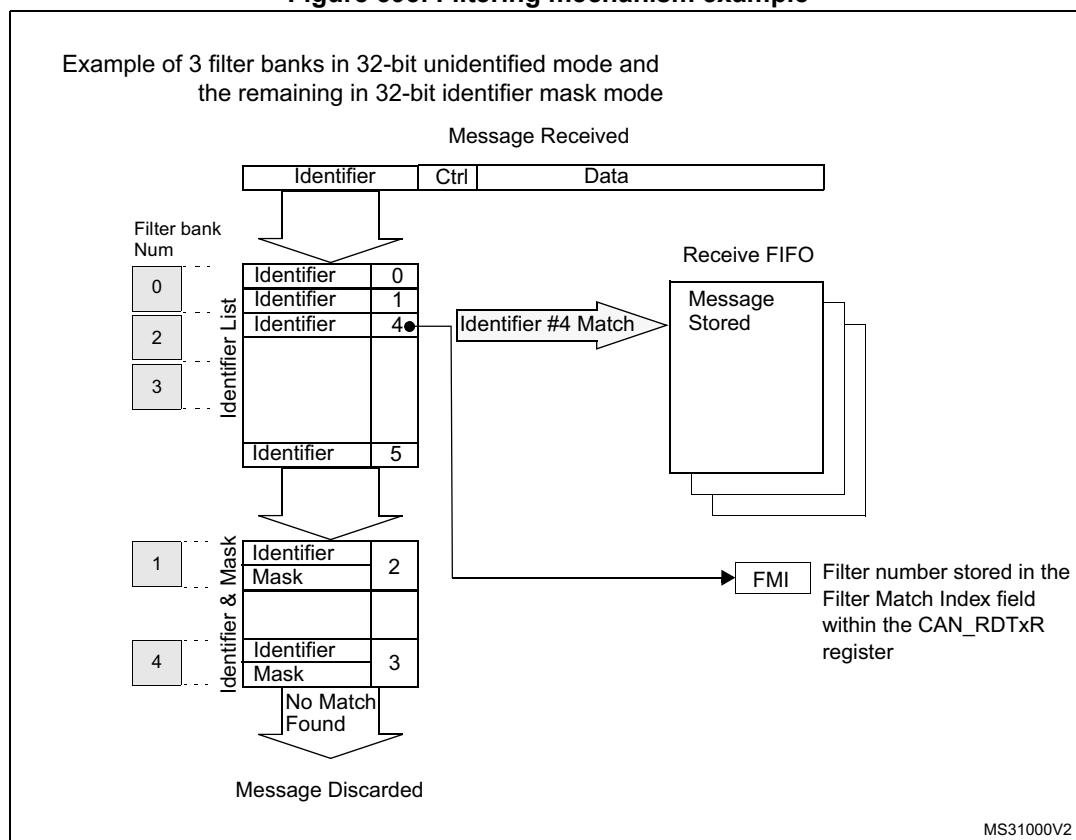 Example of 3 filter banks in 32-bit unidentified mode and
the remaining in 32-bit identifier mask mode
Message Received
Identifier Ctrl Data
Filter bank
Num
Receive FIFO
0
2
3
Identifier List
Identifier 0
Identifier 1
Identifier 4
Identifier 5
Identifier #4 Match
Message
Stored
1
4
Identifier & Mask
Identifier
Mask
2
Identifier
Mask
3
FMI
Filter number stored in the
Filter Match Index field
within the CAN_RDTxR
register
No Match
Found
Message Discarded
MS31000V2